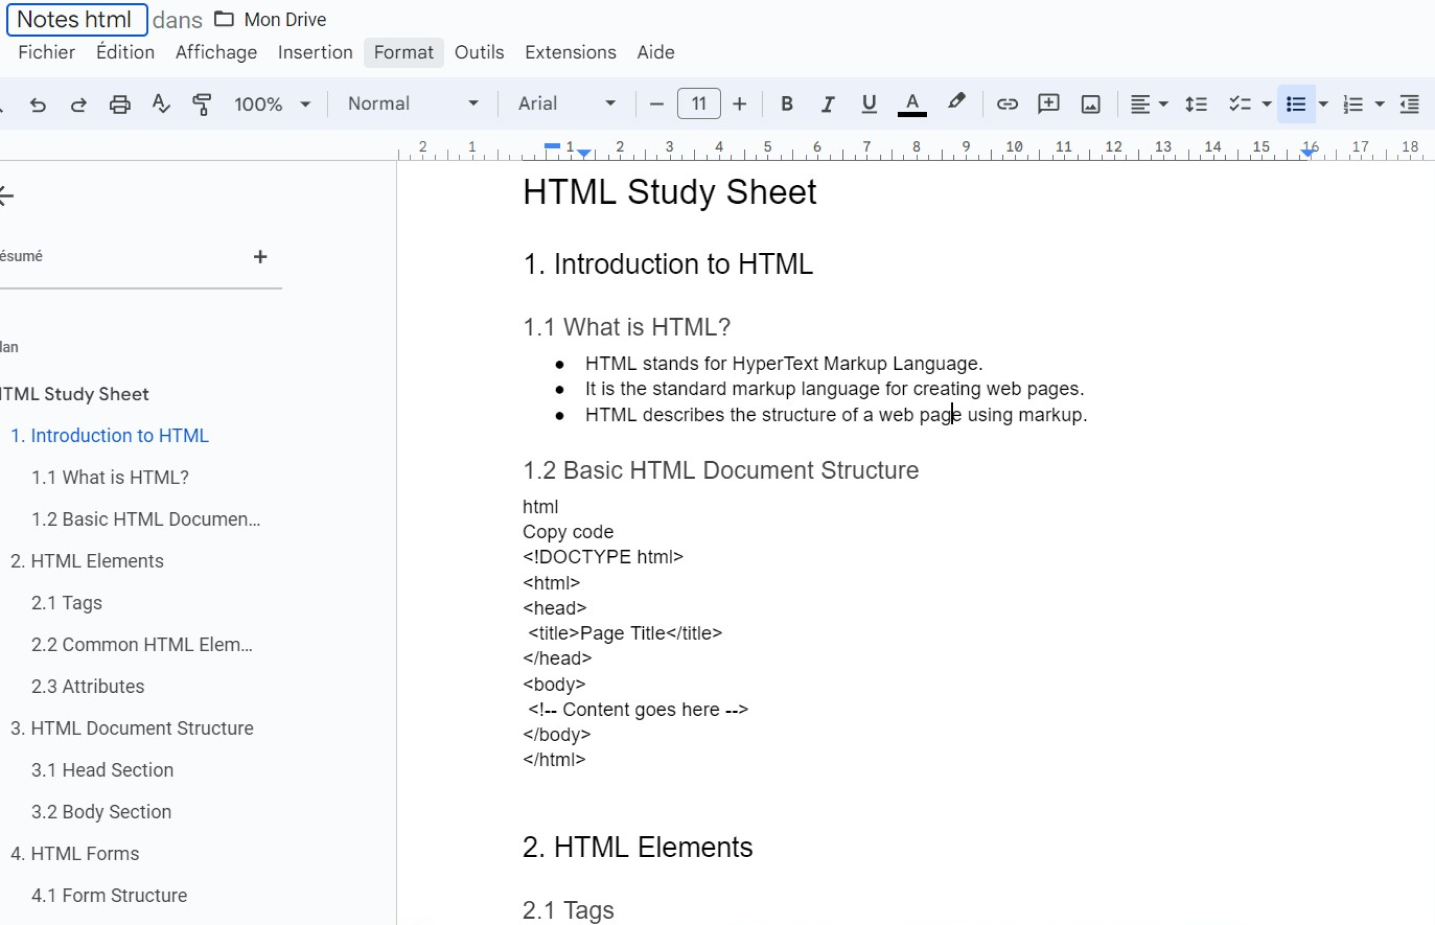 Notes html dans Mon Drive
Fichier Édition Affichage Insertion Format Outils Extensions Aide
100% Normal Arial 11 B I U A
2 1 1 2 3 4 5 6 7 8 9 10 11 12 13 14 15 16 17 18
HTML Study Sheet
1. Introduction to HTML
1.1 What is HTML?
● HTML stands for HyperText Markup Language.
● It is the standard markup language for creating web pages.
● HTML describes the structure of a web page using markup.
1.2 Basic HTML Document Structure
html
Copy code
<!DOCTYPE html>
<html>
<head>
<title>Page Title</title>
</head>
<body>
<!-- Content goes here -->
</body>
</html>
2. HTML Elements
2.1 Tags
ésumé
lan
TML Study Sheet
1. Introduction to HTML
1.1 What is HTML?
1.2 Basic HTML Documen...
2. HTML Elements
2.1 Tags
2.2 Common HTML Elem...
2.3 Attributes
3. HTML Document Structure
3.1 Head Section
3.2 Body Section
4. HTML Forms
4.1 Form Structure